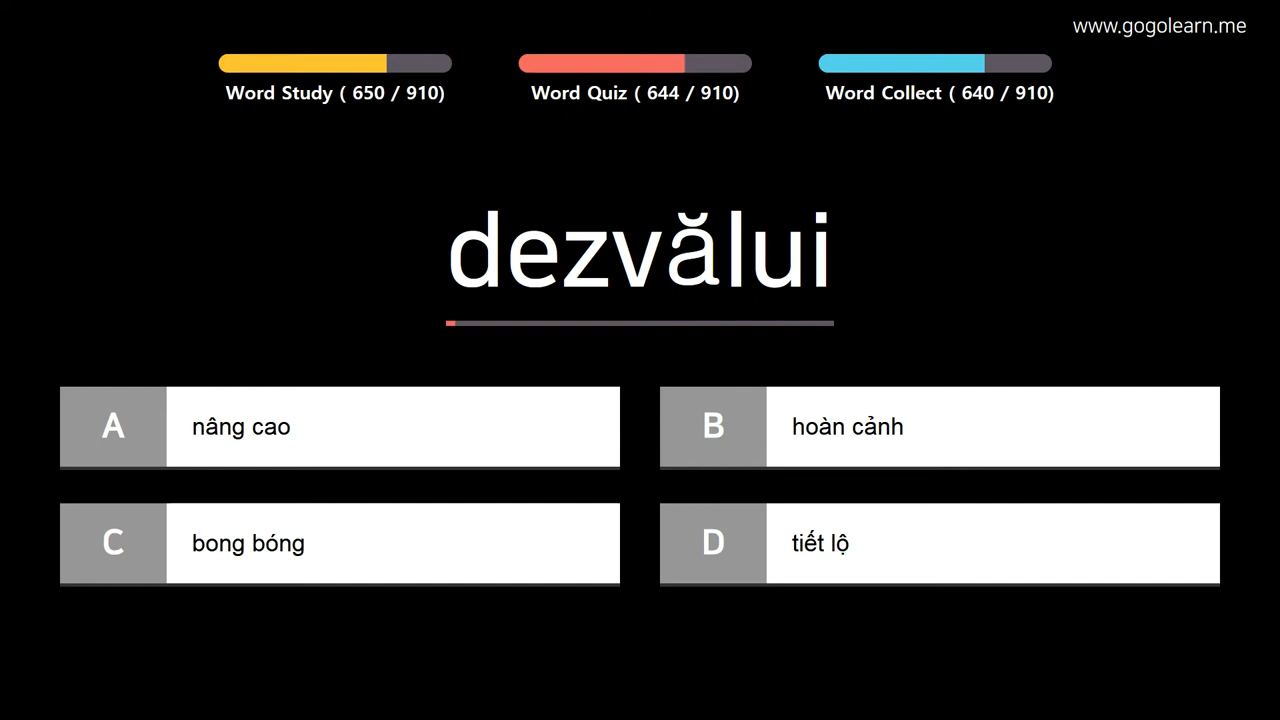 www.gogolearn.me
Word Study ( 650 / 910)
Word Quiz ( 644 / 910)
Word Collect ( 640 / 910)
dezvălui
A
nâng cao
B
hoàn cảnh
C
bong bóng
D
tiết lộ